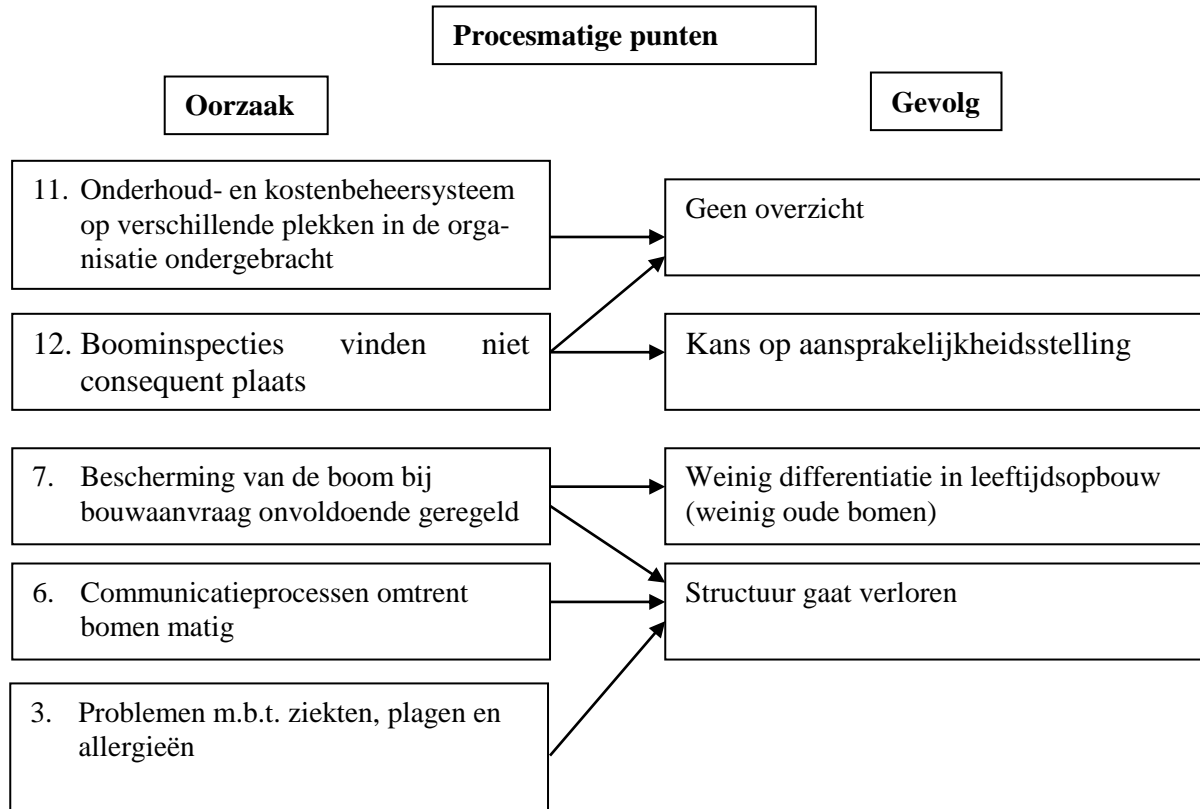 Procesmatige punten
Oorzaak
Gevolg
11. Onderhoud- en kostenbeheersysteem
op verschillende plekken in de orga-
nisatie ondergebracht
Geen overzicht
12. Boominspecties vinden niet
consequent plaats
Kans op aansprakelijkheidsstelling
7. Bescherming van de boom bij
bouwaanvraag onvoldoende geregeld
Weinig differentiatie in leeftijdsopbouw
(weinig oude bomen)
6. Communicatieprocessen omtrent
bomen matig
Structuur gaat verloren
3. Problemen m.b.t. ziekten, plagen en
allergieën